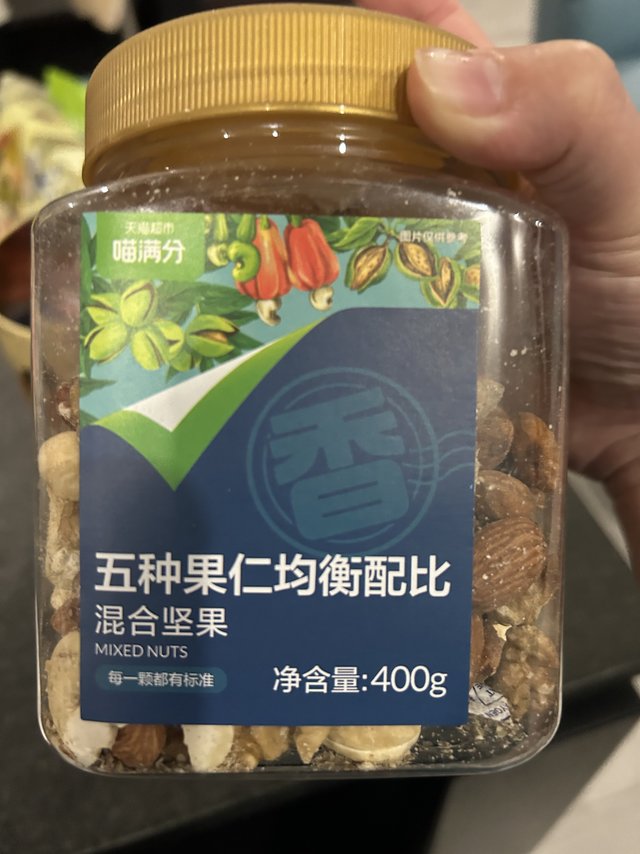 天猫超市
喵满分
图片仅供参考
香
五种果仁均衡配比
混合坚果
MIXED NUTS
每一颗都有标准
净含量:400g